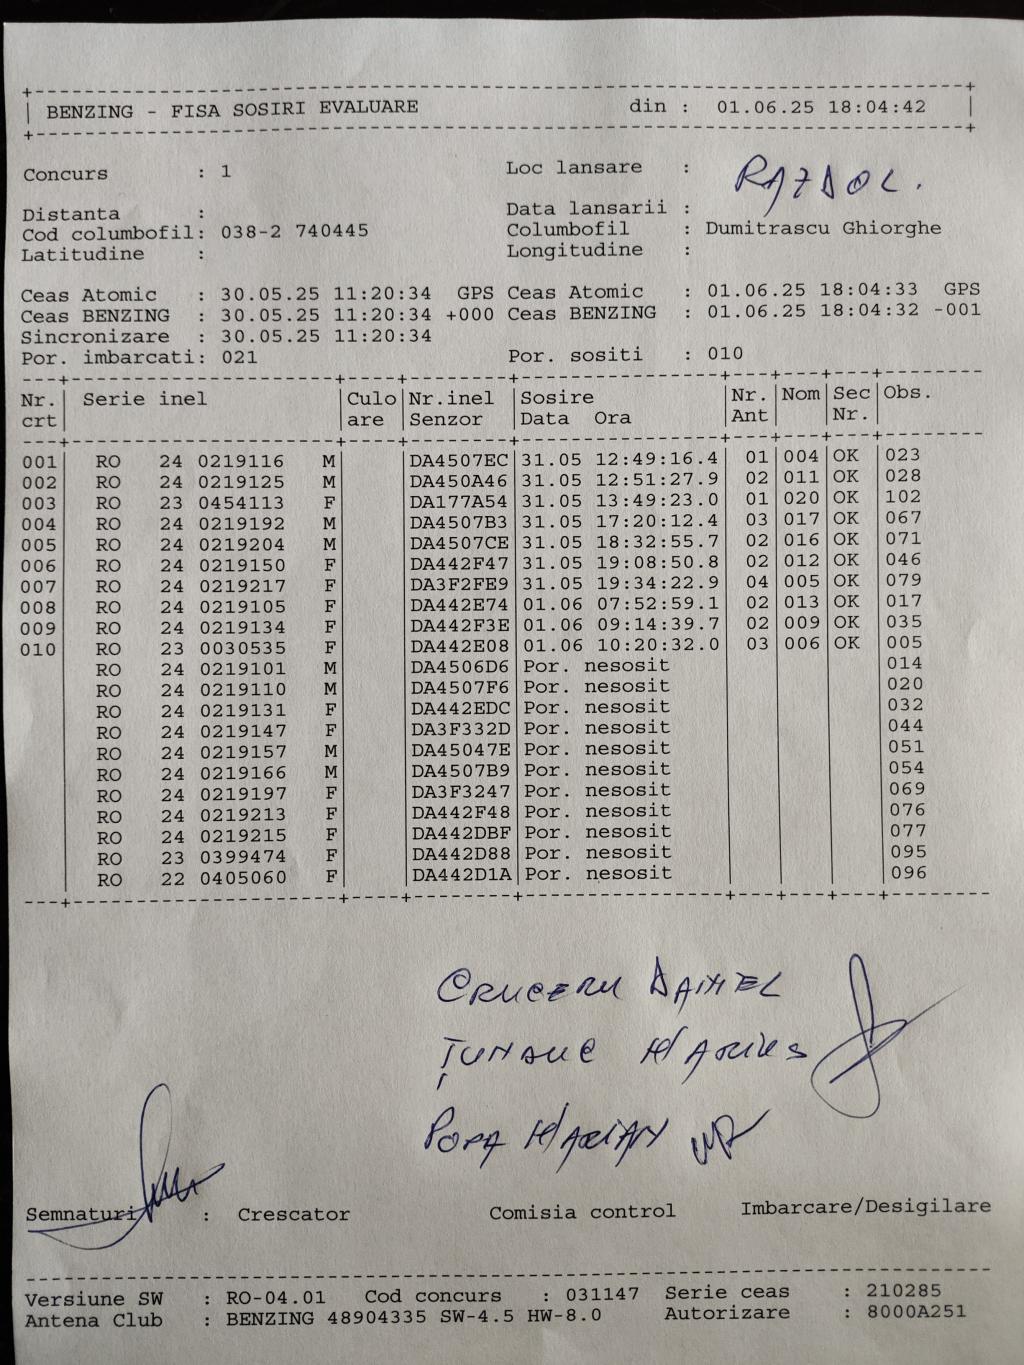 BENZING - FISA SOSIRI EVALUARE din : 01.06.25 18:04:42
Concurs : 1 Loc lansare : RAZDOL.
Distanta : Data lansarii :
Cod columbofil: 038-2 740445 Columbofil : Dumitrascu Ghiorghe
Latitudine : Longitudine :
Ceas Atomic : 30.05.25 11:20:34 GPS Ceas Atomic : 01.06.25 18:04:33 GPS
Ceas BENZING : 30.05.25 11:20:34 +000 Ceas BENZING : 01.06.25 18:04:32 -001
Sincronizare : 30.05.25 11:20:34
Por. imbarcati: 021 Por. sositi : 010
Nr. Serie inel Culo Nr.inel Sosire Nr. Nom Sec Obs.
crt are Senzor Data Ora Ant Nr.
001 RO 24 0219116 M DA4507EC 31.05 12:49:16.4 01 004 OK 023
002 RO 24 0219125 M DA450A46 31.05 12:51:27.9 02 011 OK 028
003 RO 23 0454113 F DA177A54 31.05 13:49:23.0 01 020 OK 102
004 RO 24 0219192 M DA4507B3 31.05 17:20:12.4 03 017 OK 067
005 RO 24 0219204 M DA4507CE 31.05 18:32:55.7 02 016 OK 071
006 RO 24 0219150 F DA442F47 31.05 19:08:50.8 02 012 OK 046
007 RO 24 0219217 F DA3F2FE9 31.05 19:34:22.9 04 005 OK 079
008 RO 24 0219105 F DA442E74 01.06 07:52:59.1 02 013 OK 017
009 RO 24 0219134 F DA442F3E 01.06 09:14:39.7 02 009 OK 035
010 RO 23 0030535 F DA442E08 01.06 10:20:32.0 03 006 OK 005
RO 24 0219101 M DA4506D6 Por. nesosit 014
RO 24 0219110 M DA4507F6 Por. nesosit 020
RO 24 0219131 F DA442EDC Por. nesosit 032
RO 24 0219147 F DA3F332D Por. nesosit 044
RO 24 0219157 M DA45047E Por. nesosit 051
RO 24 0219166 M DA4507B9 Por. nesosit 054
RO 24 0219197 F DA3F3247 Por. nesosit 069
RO 24 0219213 F DA442F48 Por. nesosit 076
RO 24 0219215 F DA442DBF Por. nesosit 077
RO 23 0399474 F DA442D88 Por. nesosit 095
RO 22 0405060 F DA442D1A Por. nesosit 096
CRUCERU DANIEL
MARIUS
POPA MARIAN
Semnaturi : Crescator Comisia control Imbarcare/Desigilare
Versiune SW : RO-04.01 Cod concurs : 031147 Serie ceas : 210285
Antena Club : BENZING 48904335 SW-4.5 HW-8.0 Autorizare : 8000A251